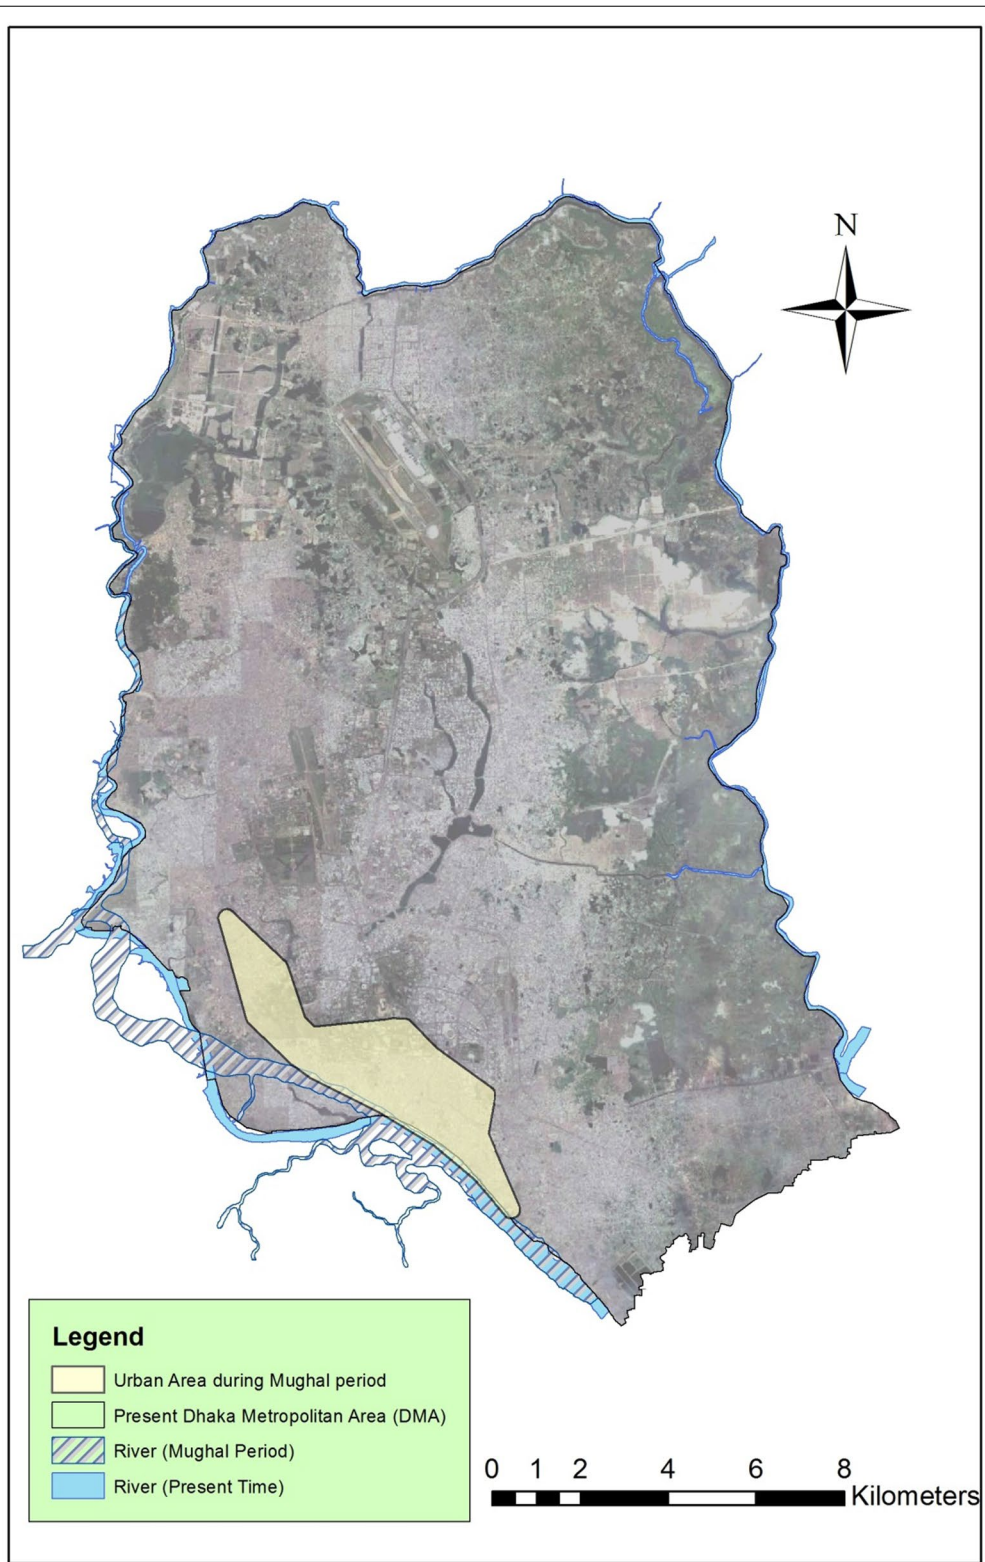 N
Legend
Urban Area during Mughal period
Present Dhaka Metropolitan Area (DMA)
River (Mughal Period)
River (Present Time)
0 1 2 4 6 8
Kilometers